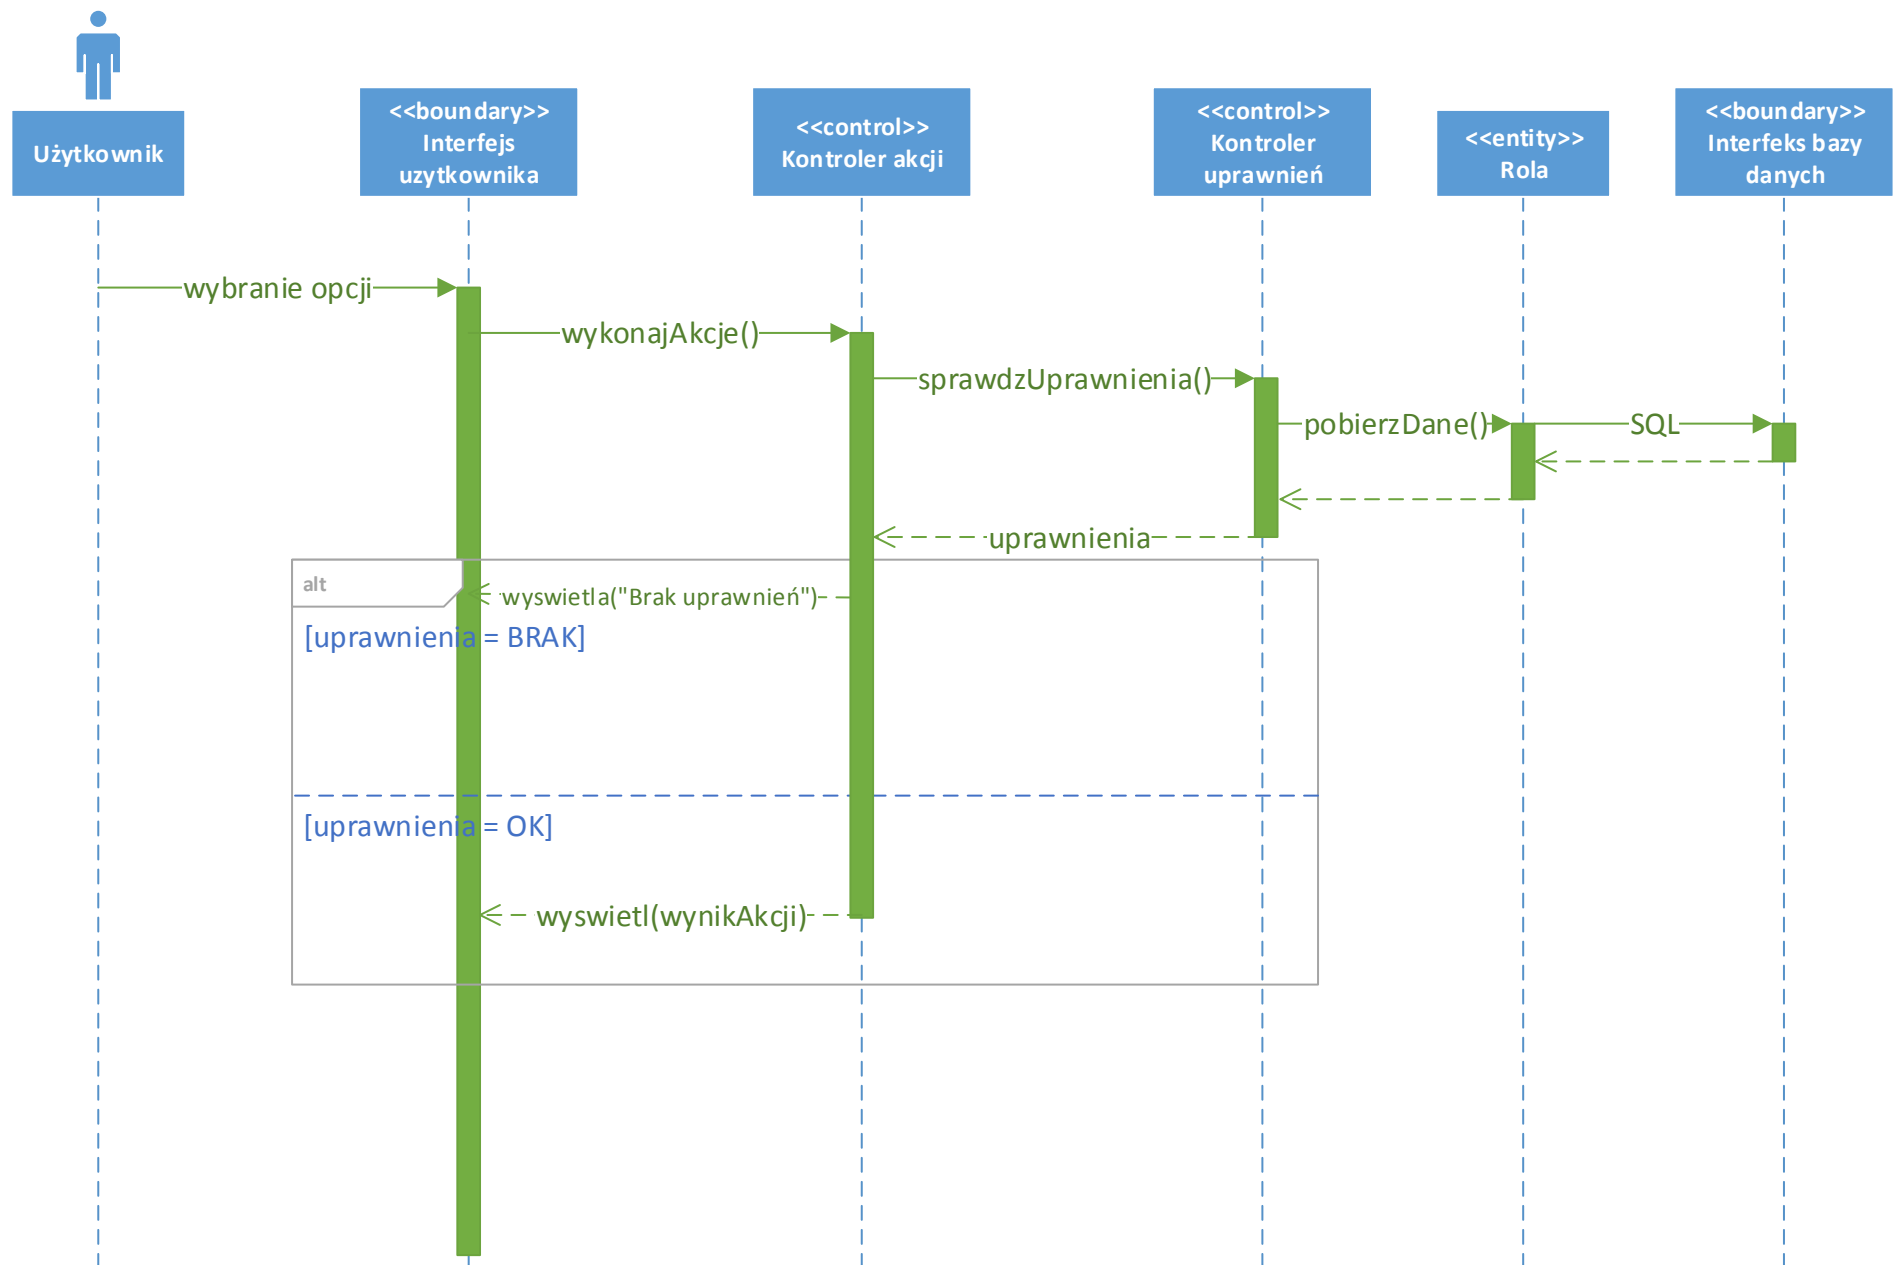 Użytkownik
<<boundary>>
Interfejs
uzytkownika
<<control>>
Kontroler akcji
<<control>>
Kontroler
uprawnień
<<entity>>
Rola
<<boundary>>
Interfeks bazy
danych
wybranie opcji
wykonajAkcje()
sprawdzUprawnienia()
pobierzDane()
SQL
uprawnienia
alt
wyswietla("Brak uprawnień")
[uprawnienia = BRAK]
[uprawnienia = OK]
wyswietl(wynikAkcji)